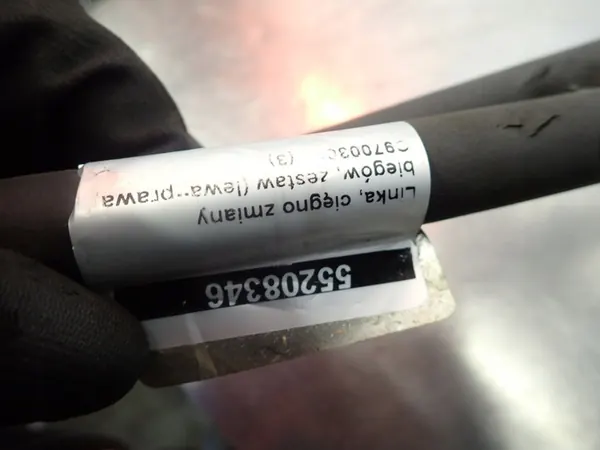 Linka, cięgno zmiany
biegów, zestaw (lewa--prawa,
(3)
55208346